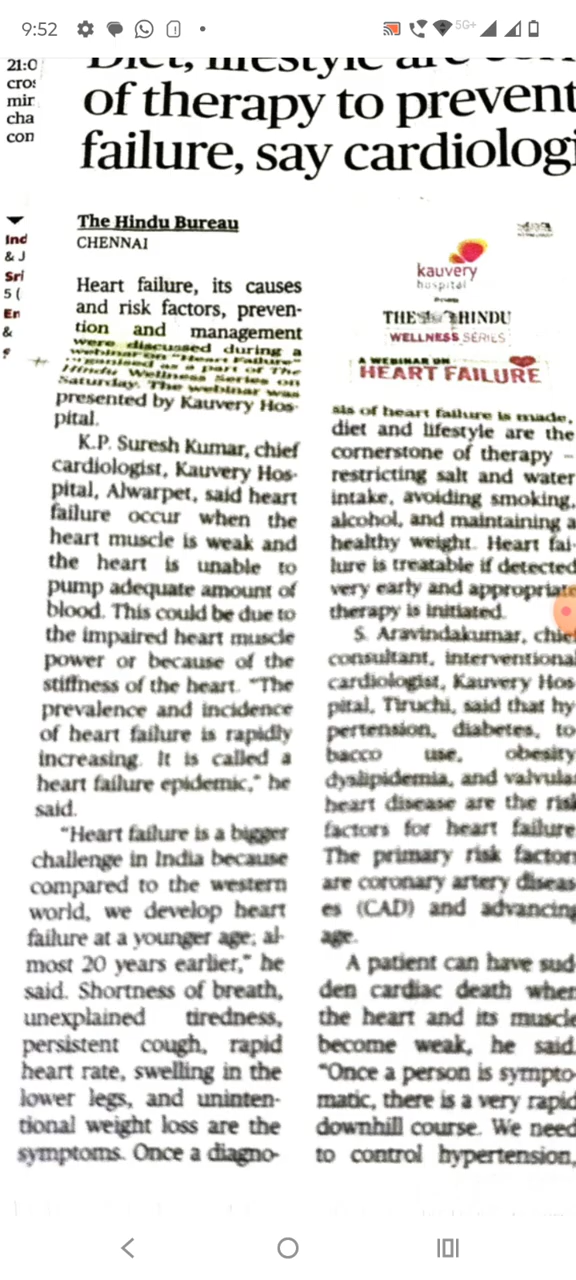 9:52
5G+
21:0
cro
min
cha
con
Ind
& J
Sri
5 (
En
&
Diet, lifestyle are
of therapy to prevent
failure, say cardiologi
The Hindu Bureau
CHENNAI
Heart failure, its causes
and risk factors, preven-
tion and management
were discussed during a
webinar on "Heart Failure"
organised as a part of The
Hindu Wellness Series on
Saturday. The webinar was
presented by Kauvery Hos-
pital.
K.P. Suresh Kumar, chief
cardiologist, Kauvery Hos-
pital, Alwarpet, said heart
failure occur when the
heart muscle is weak and
the heart is unable to
pump adequate amount of
blood. This could be due to
the impaired heart muscle
power or because of the
stiffness of the heart. "The
prevalence and incidence
of heart failure is rapidly
increasing. It is called a
heart failure epidemic," he
said.
"Heart failure is a bigger
challenge in India because
compared to the western
world, we develop heart
failure at a younger age; al-
most 20 years earlier," he
said. Shortness of breath,
unexplained tiredness,
persistent cough, rapid
heart rate, swelling in the
lower legs, and uninten-
tional weight loss are the
symptoms. Once a diagno-
kauvery
hospital
THE HINDU
WELLNESS SERIES
A WEBINAR ON
HEART FAILURE
sis of heart failure is made,
diet and lifestyle are the
cornerstone of therapy –
restricting salt and water
intake, avoiding smoking,
alcohol, and maintaining a
healthy weight. Heart fai-
lure is treatable if detected
very early and appropriate
therapy is initiated.
S. Aravindakumar, chief
consultant, interventional
cardiologist, Kauvery Hos
pital, Tiruchi, said that hy
pertension, diabetes, to
bacco use, obesity
dyslipidemia, and valvular
heart disease are the risk
factors for heart failure
The primary risk factors
are coronary artery diseas
es (CAD) and advancing
age.
A patient can have sud
den cardiac death when
the heart and its muscle
become weak, he said.
"Once a person is sympto-
matic, there is a very rapid
downhill course. We need
to control hypertension,